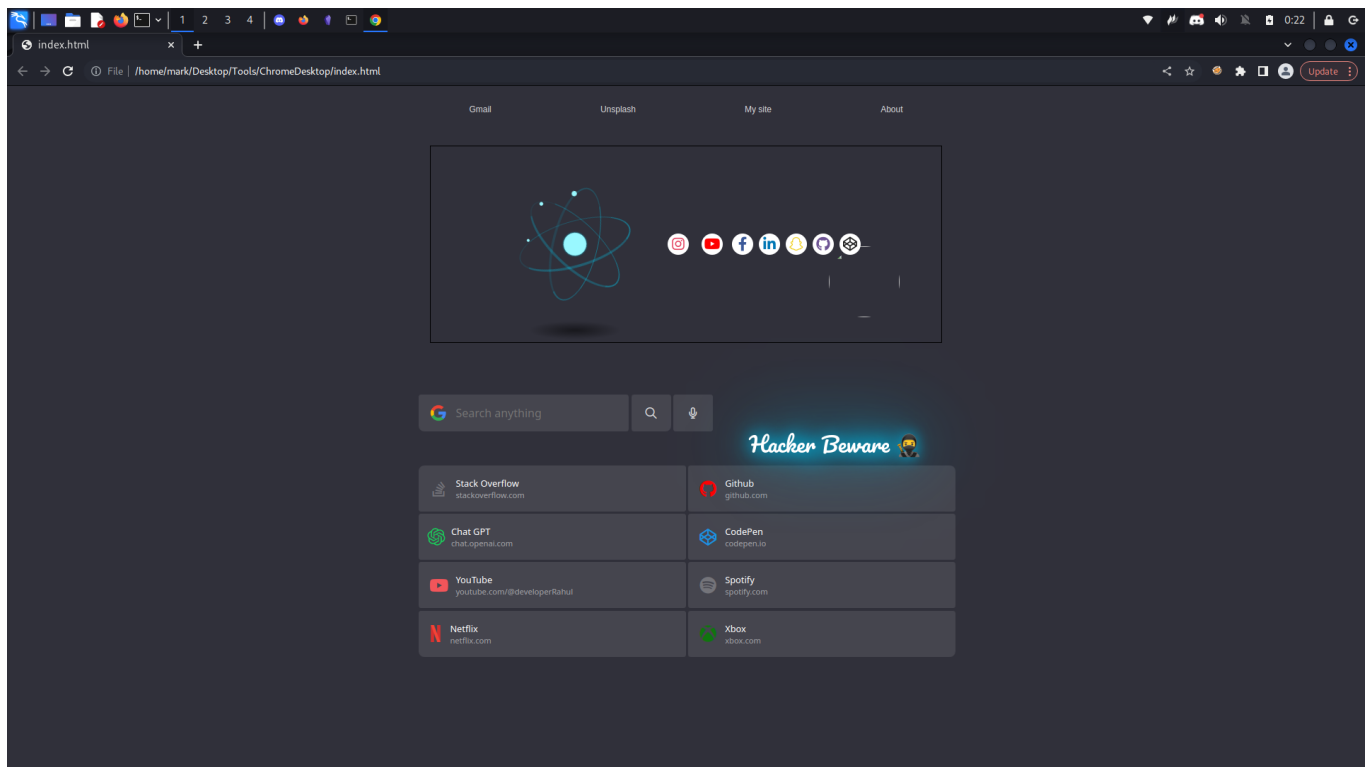 1 2 3 4 0:22
index.html
File /home/mark/Desktop/Tools/ChromeDesktop/index.html Update
Gmail Unsplash My site About
Search anything
Hacker Beware
Stack Overflow
stackoverflow.com
Github
github.com
Chat GPT
chat.openai.com
CodePen
codepen.io
YouTube
youtube.com/@developerRahul
Spotify
spotify.com
Netflix
netflix.com
Xbox
xbox.com